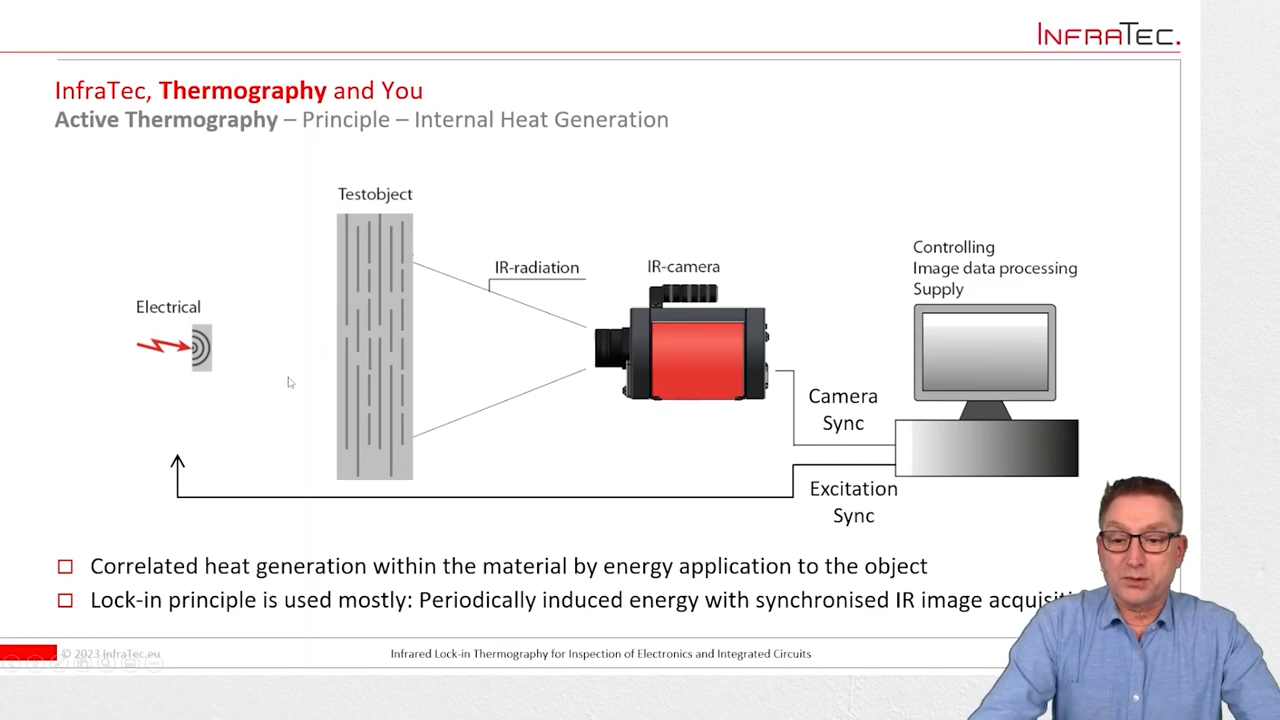 INFRATEC.
InfraTec, Thermography and You
Active Thermography – Principle – Internal Heat Generation
Testobject
Electrical
IR-radiation
IR-camera
Controlling
Image data processing
Supply
Camera
Sync
Excitation
Sync
Correlated heat generation within the material by energy application to the object
Lock-in principle is used mostly: Periodically induced energy with synchronised IR image
© 2023 InfraTec.eu
Infrared Lock-in Thermography for Inspection of Electronics and Integrated Circuits